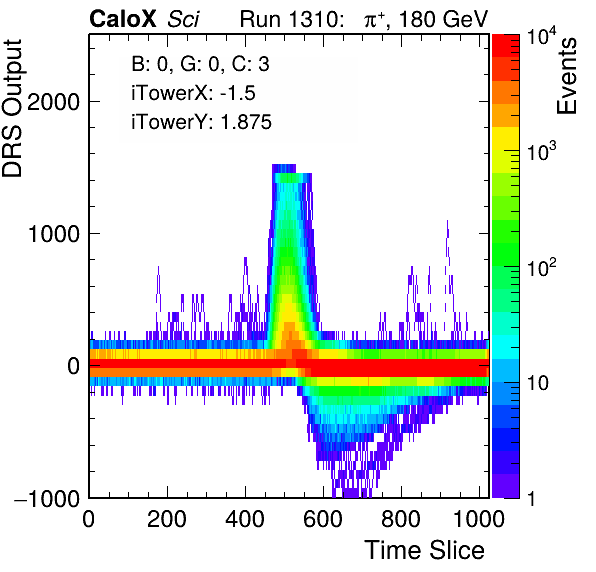 CaloX Sci Run 1310: π⁺, 180 GeV
B: 0, G: 0, C: 3
iTowerX: -1.5
iTowerY: 1.875
DRS Output
2000
1000
0
−1000
0 200 400 600 800 1000
Time Slice
Events
10⁴
10³
10²
10
1